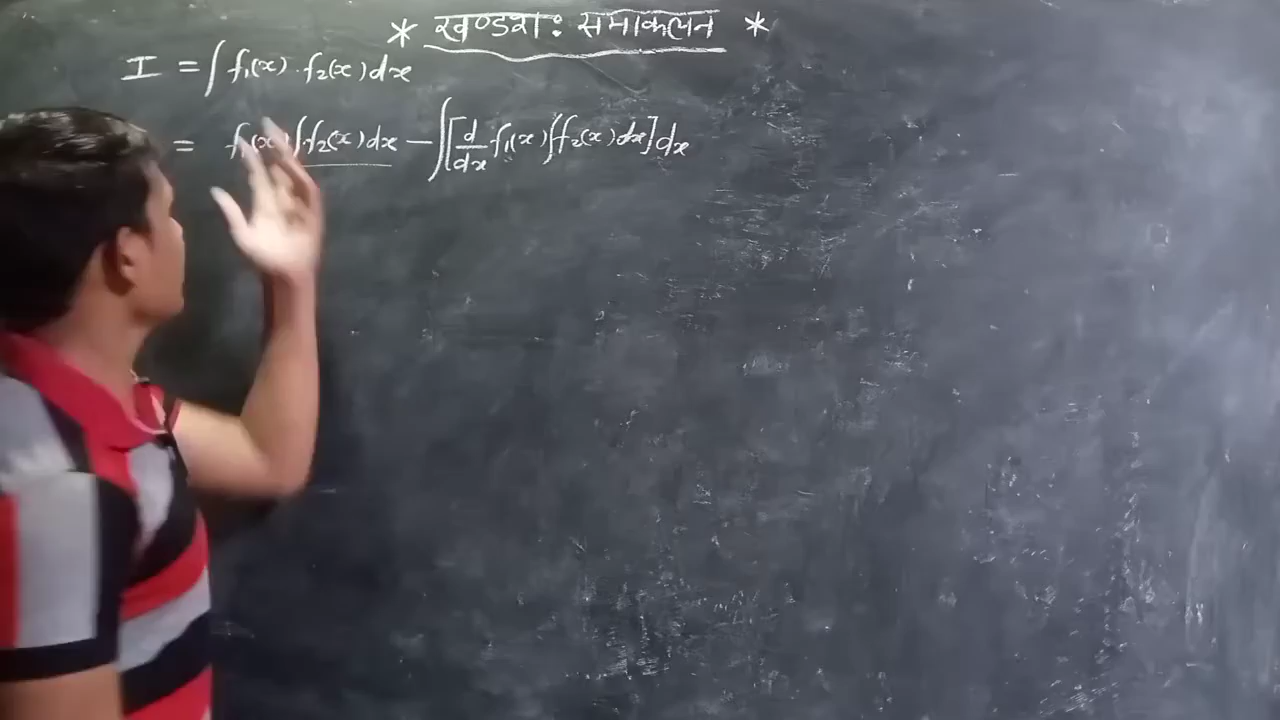 * खण्डशः समाकलन *
I = ∫ f₁(x) · f₂(x) dx
= f₁(x) ∫ f₂(x) dx - ∫ [d/dx f₁(x) ∫ f₂(x) dx] dx